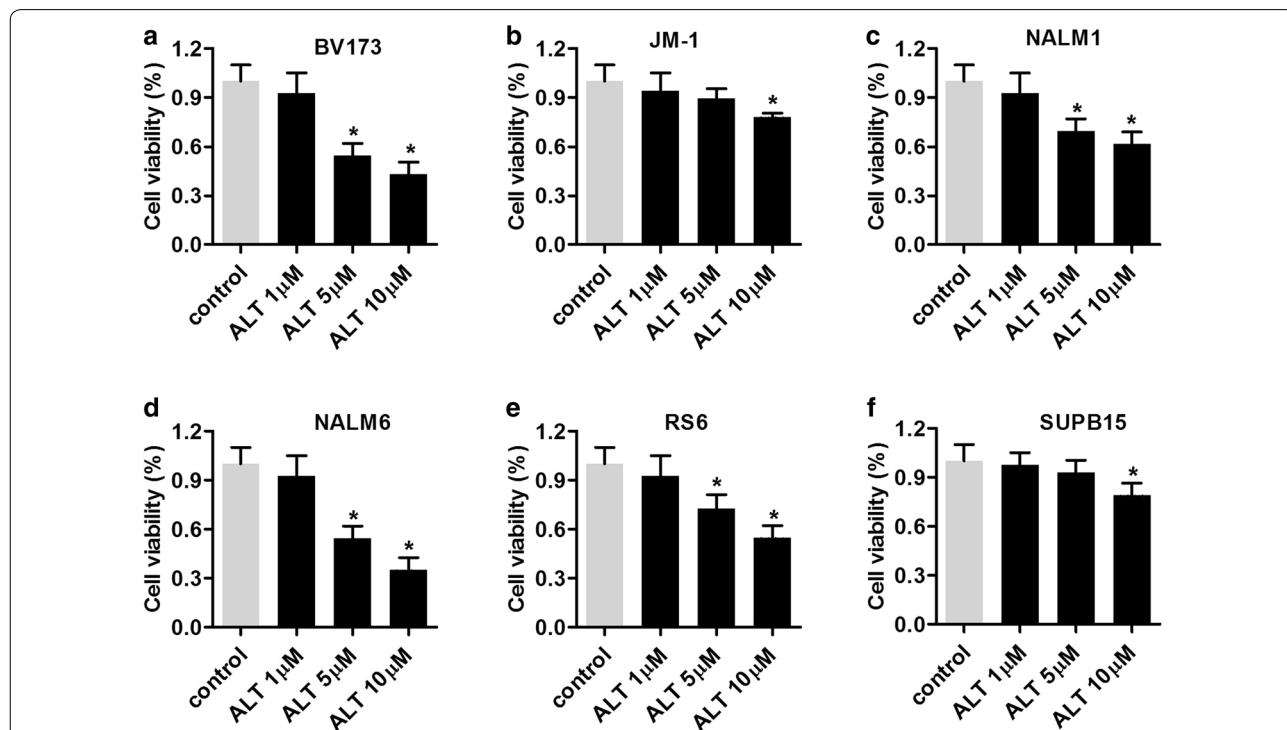 a BV173
Cell viability (%)
1.2
0.9
0.6
0.3
0.0
* *
control
ALT 1μM
ALT 5μM
ALT 10μM
b JM-1
Cell viability (%)
1.2
0.9
0.6
0.3
0.0
*
control
ALT 1μM
ALT 5μM
ALT 10μM
c NALM1
Cell viability (%)
1.2
0.9
0.6
0.3
0.0
* *
control
ALT 1μM
ALT 5μM
ALT 10μM
d NALM6
Cell viability (%)
1.2
0.9
0.6
0.3
0.0
* *
control
ALT 1μM
ALT 5μM
ALT 10μM
e RS6
Cell viability (%)
1.2
0.9
0.6
0.3
0.0
* *
control
ALT 1μM
ALT 5μM
ALT 10μM
f SUPB15
Cell viability (%)
1.2
0.9
0.6
0.3
0.0
*
control
ALT 1μM
ALT 5μM
ALT 10μM